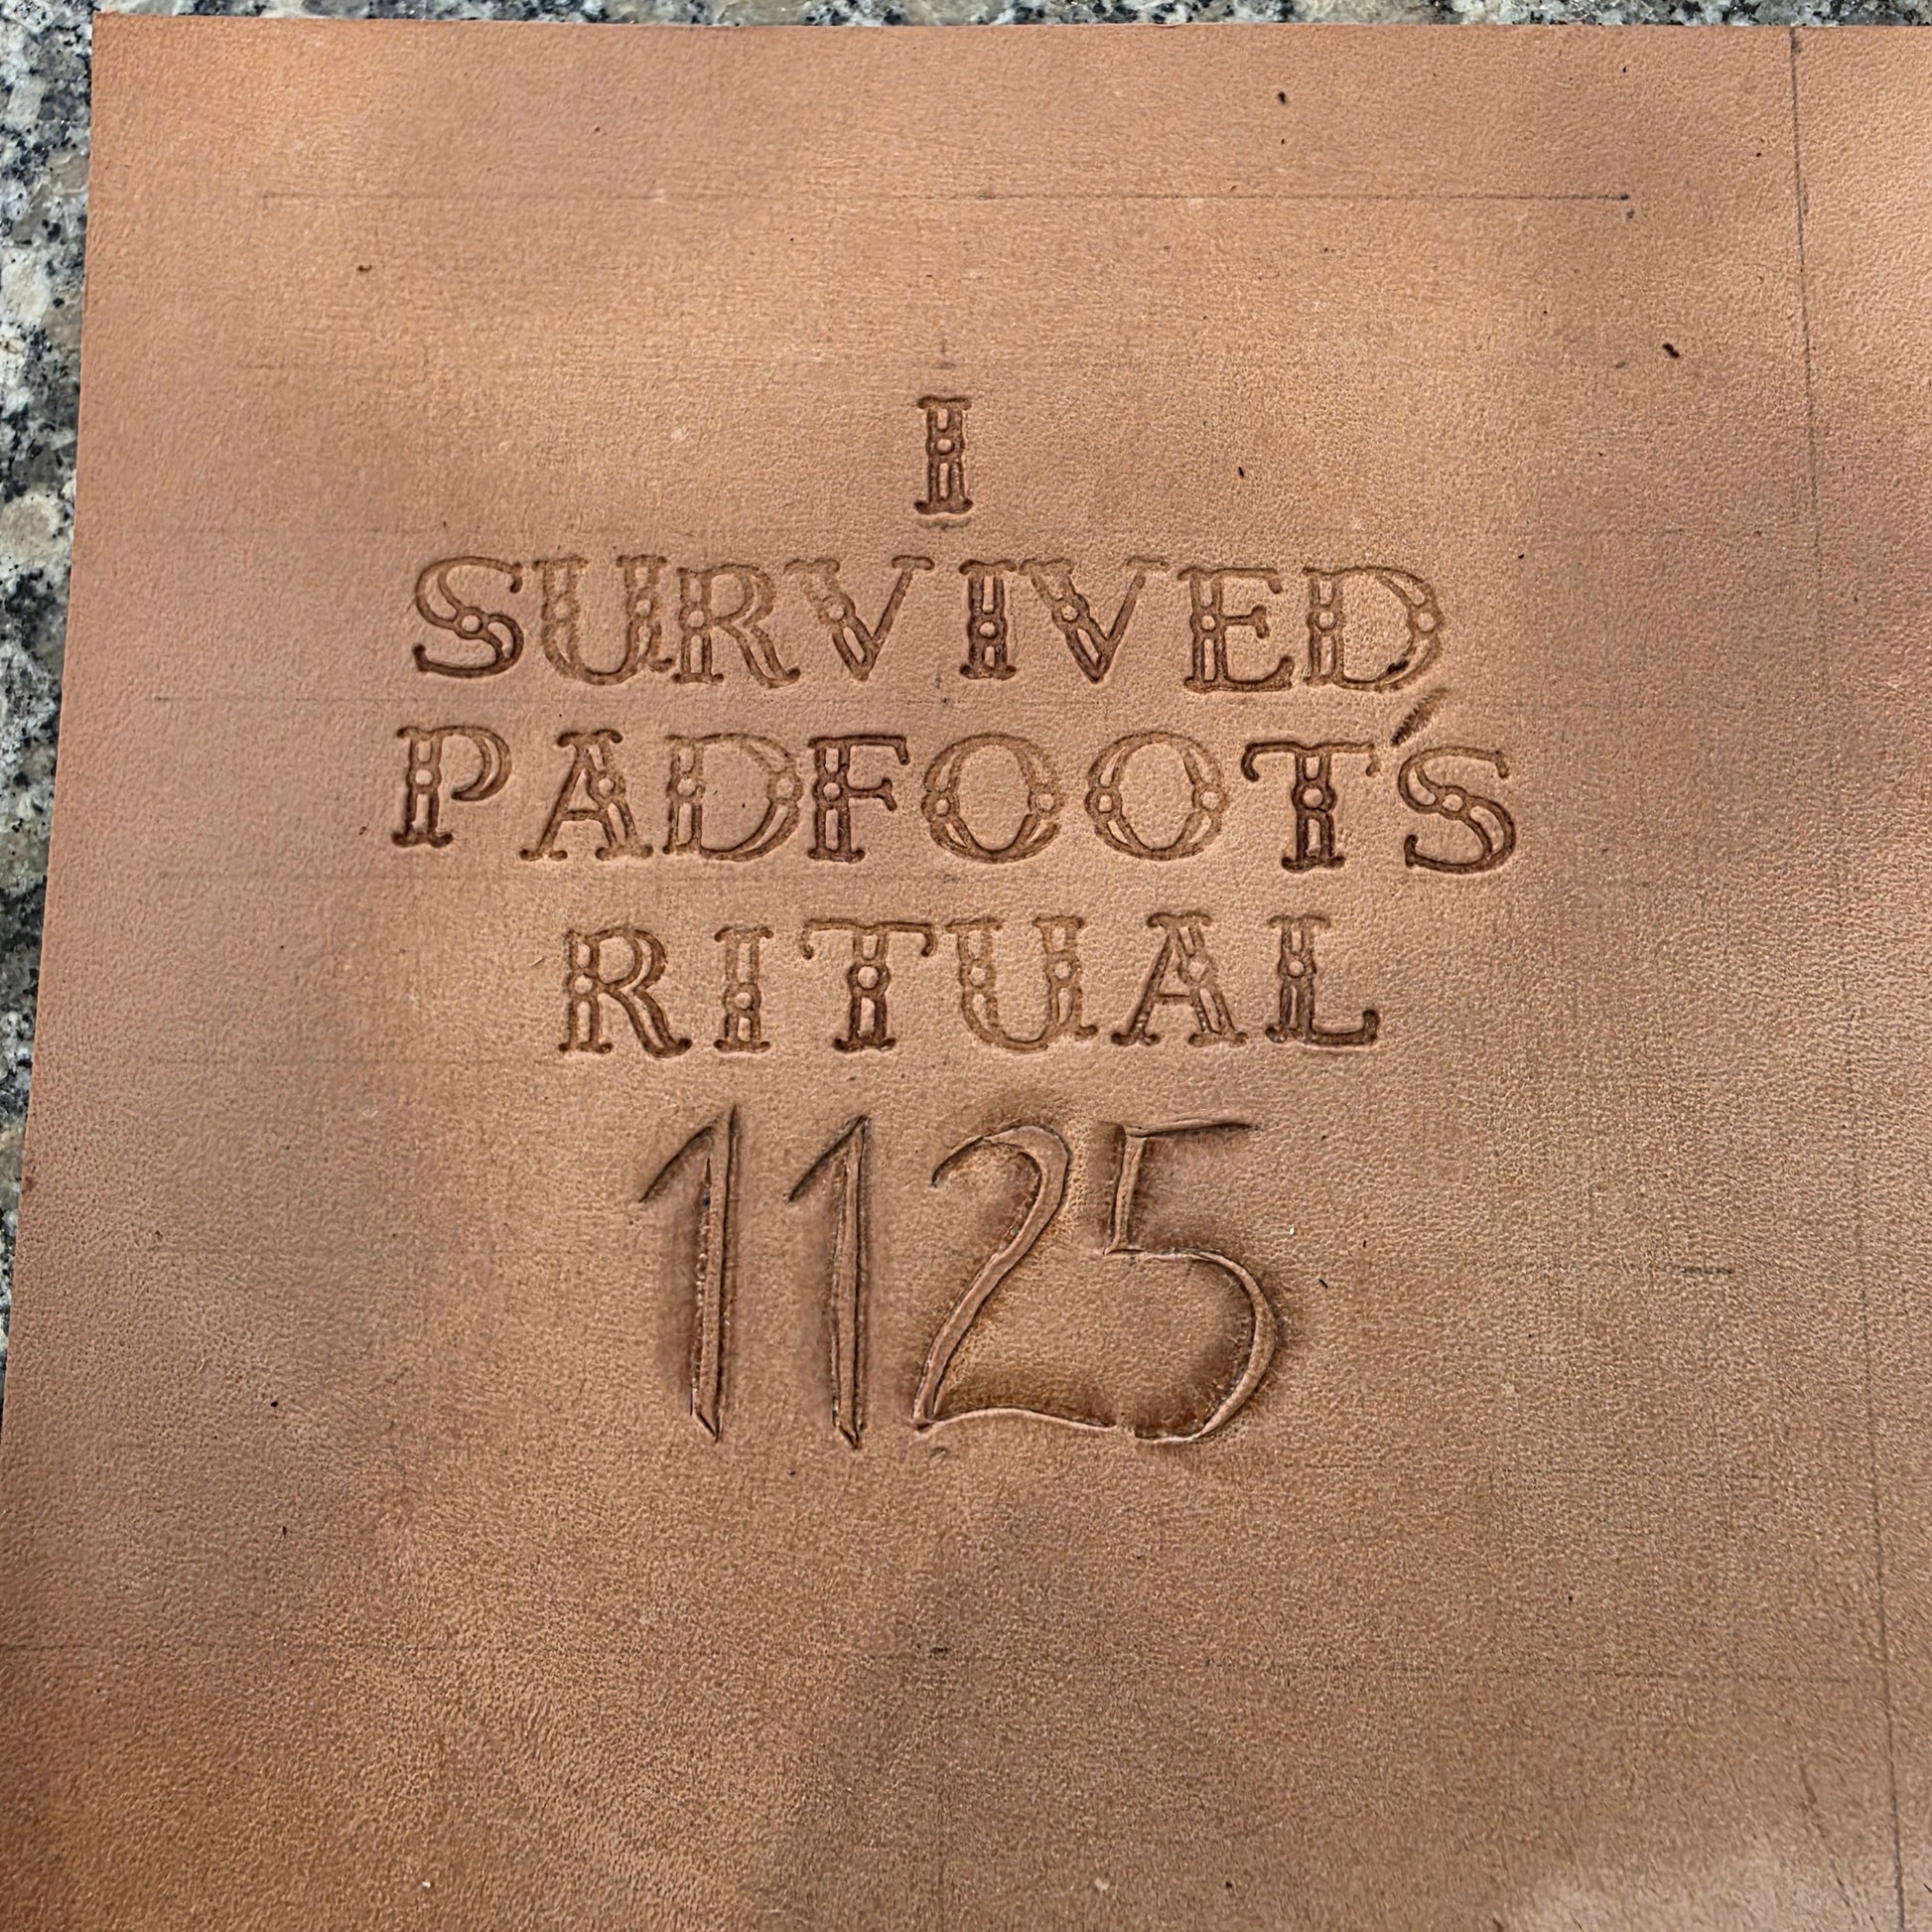 I
SURVIVED
PADFOOT'S
RITUAL
1125